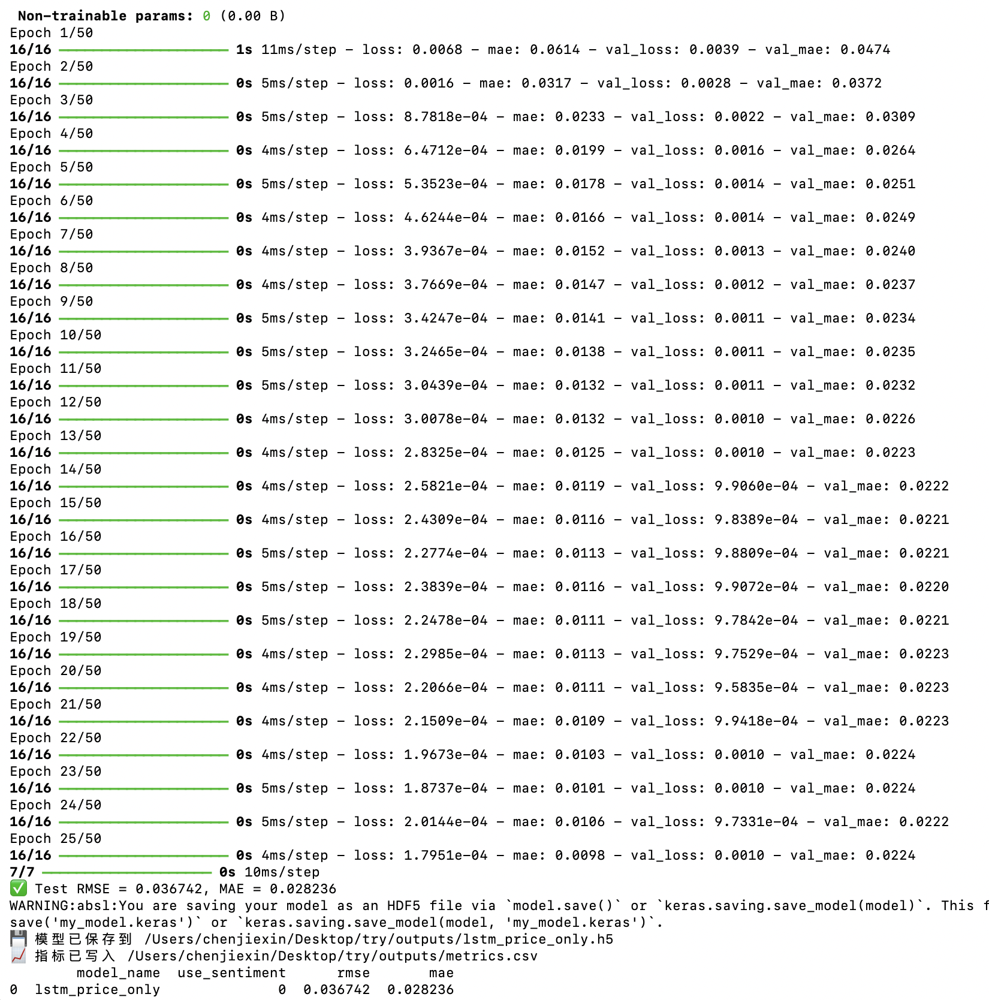 Non-trainable params: 0 (0.00 B)
Epoch 1/50
16/16 ━━━━━━━━━━━━━━━━━━━━ 1s 11ms/step - loss: 0.0068 - mae: 0.0614 - val_loss: 0.0039 - val_mae: 0.0474
Epoch 2/50
16/16 ━━━━━━━━━━━━━━━━━━━━ 0s 5ms/step - loss: 0.0016 - mae: 0.0317 - val_loss: 0.0028 - val_mae: 0.0372
Epoch 3/50
16/16 ━━━━━━━━━━━━━━━━━━━━ 0s 5ms/step - loss: 8.7818e-04 - mae: 0.0233 - val_loss: 0.0022 - val_mae: 0.0309
Epoch 4/50
16/16 ━━━━━━━━━━━━━━━━━━━━ 0s 4ms/step - loss: 6.4712e-04 - mae: 0.0199 - val_loss: 0.0016 - val_mae: 0.0264
Epoch 5/50
16/16 ━━━━━━━━━━━━━━━━━━━━ 0s 5ms/step - loss: 5.3523e-04 - mae: 0.0178 - val_loss: 0.0014 - val_mae: 0.0251
Epoch 6/50
16/16 ━━━━━━━━━━━━━━━━━━━━ 0s 4ms/step - loss: 4.6244e-04 - mae: 0.0166 - val_loss: 0.0014 - val_mae: 0.0249
Epoch 7/50
16/16 ━━━━━━━━━━━━━━━━━━━━ 0s 4ms/step - loss: 3.9367e-04 - mae: 0.0152 - val_loss: 0.0013 - val_mae: 0.0240
Epoch 8/50
16/16 ━━━━━━━━━━━━━━━━━━━━ 0s 4ms/step - loss: 3.7669e-04 - mae: 0.0147 - val_loss: 0.0012 - val_mae: 0.0237
Epoch 9/50
16/16 ━━━━━━━━━━━━━━━━━━━━ 0s 5ms/step - loss: 3.4247e-04 - mae: 0.0141 - val_loss: 0.0011 - val_mae: 0.0234
Epoch 10/50
16/16 ━━━━━━━━━━━━━━━━━━━━ 0s 5ms/step - loss: 3.2465e-04 - mae: 0.0138 - val_loss: 0.0011 - val_mae: 0.0235
Epoch 11/50
16/16 ━━━━━━━━━━━━━━━━━━━━ 0s 5ms/step - loss: 3.0439e-04 - mae: 0.0132 - val_loss: 0.0011 - val_mae: 0.0232
Epoch 12/50
16/16 ━━━━━━━━━━━━━━━━━━━━ 0s 4ms/step - loss: 3.0078e-04 - mae: 0.0132 - val_loss: 0.0010 - val_mae: 0.0226
Epoch 13/50
16/16 ━━━━━━━━━━━━━━━━━━━━ 0s 4ms/step - loss: 2.8325e-04 - mae: 0.0125 - val_loss: 0.0010 - val_mae: 0.0223
Epoch 14/50
16/16 ━━━━━━━━━━━━━━━━━━━━ 0s 4ms/step - loss: 2.5821e-04 - mae: 0.0119 - val_loss: 9.9060e-04 - val_mae: 0.0222
Epoch 15/50
16/16 ━━━━━━━━━━━━━━━━━━━━ 0s 4ms/step - loss: 2.4309e-04 - mae: 0.0116 - val_loss: 9.8389e-04 - val_mae: 0.0221
Epoch 16/50
16/16 ━━━━━━━━━━━━━━━━━━━━ 0s 5ms/step - loss: 2.2774e-04 - mae: 0.0113 - val_loss: 9.8809e-04 - val_mae: 0.0221
Epoch 17/50
16/16 ━━━━━━━━━━━━━━━━━━━━ 0s 5ms/step - loss: 2.3839e-04 - mae: 0.0116 - val_loss: 9.9072e-04 - val_mae: 0.0220
Epoch 18/50
16/16 ━━━━━━━━━━━━━━━━━━━━ 0s 5ms/step - loss: 2.2478e-04 - mae: 0.0111 - val_loss: 9.7842e-04 - val_mae: 0.0221
Epoch 19/50
16/16 ━━━━━━━━━━━━━━━━━━━━ 0s 4ms/step - loss: 2.2985e-04 - mae: 0.0113 - val_loss: 9.7529e-04 - val_mae: 0.0223
Epoch 20/50
16/16 ━━━━━━━━━━━━━━━━━━━━ 0s 4ms/step - loss: 2.2066e-04 - mae: 0.0111 - val_loss: 9.5835e-04 - val_mae: 0.0223
Epoch 21/50
16/16 ━━━━━━━━━━━━━━━━━━━━ 0s 4ms/step - loss: 2.1509e-04 - mae: 0.0109 - val_loss: 9.9418e-04 - val_mae: 0.0223
Epoch 22/50
16/16 ━━━━━━━━━━━━━━━━━━━━ 0s 4ms/step - loss: 1.9673e-04 - mae: 0.0103 - val_loss: 0.0010 - val_mae: 0.0224
Epoch 23/50
16/16 ━━━━━━━━━━━━━━━━━━━━ 0s 5ms/step - loss: 1.8737e-04 - mae: 0.0101 - val_loss: 0.0010 - val_mae: 0.0224
Epoch 24/50
16/16 ━━━━━━━━━━━━━━━━━━━━ 0s 5ms/step - loss: 2.0144e-04 - mae: 0.0106 - val_loss: 9.7331e-04 - val_mae: 0.0222
Epoch 25/50
16/16 ━━━━━━━━━━━━━━━━━━━━ 0s 4ms/step - loss: 1.7951e-04 - mae: 0.0098 - val_loss: 0.0010 - val_mae: 0.0224
7/7 ━━━━━━━━━━━━━━━━━━━━ 0s 10ms/step
✅ Test RMSE = 0.036742, MAE = 0.028236
WARNING:absl:You are saving your model as an HDF5 file via `model.save()` or `keras.saving.save_model(model)`. This f
save('my_model.keras')` or `keras.saving.save_model(model, 'my_model.keras')`.
💾 模型已保存到 /Users/chenjiexin/Desktop/try/outputs/lstm_price_only.h5
📈 指标已写入 /Users/chenjiexin/Desktop/try/outputs/metrics.csv
model_name use_sentiment rmse mae
0 lstm_price_only 0 0.036742 0.028236